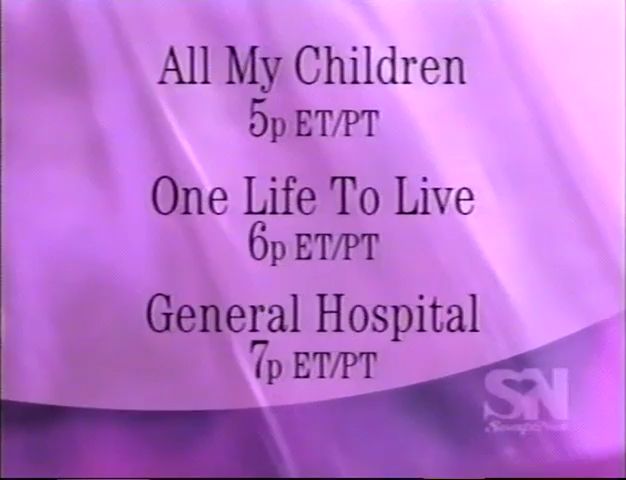 All My Children
5p ET/PT
One Life To Live
6p ET/PT
General Hospital
7p ET/PT
SN